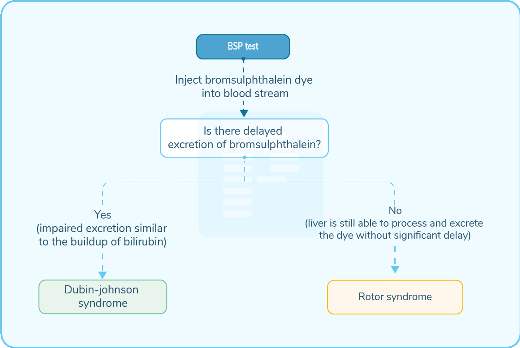 BSP test
Inject bromsulphthalein dye
into blood stream
Is there delayed
excretion of bromsulphthalein?
Yes
(impaired excretion similar
to the buildup of bilirubin)
No
(liver is still able to process and excrete
the dye without significant delay)
Dubin-johnson
syndrome
Rotor syndrome